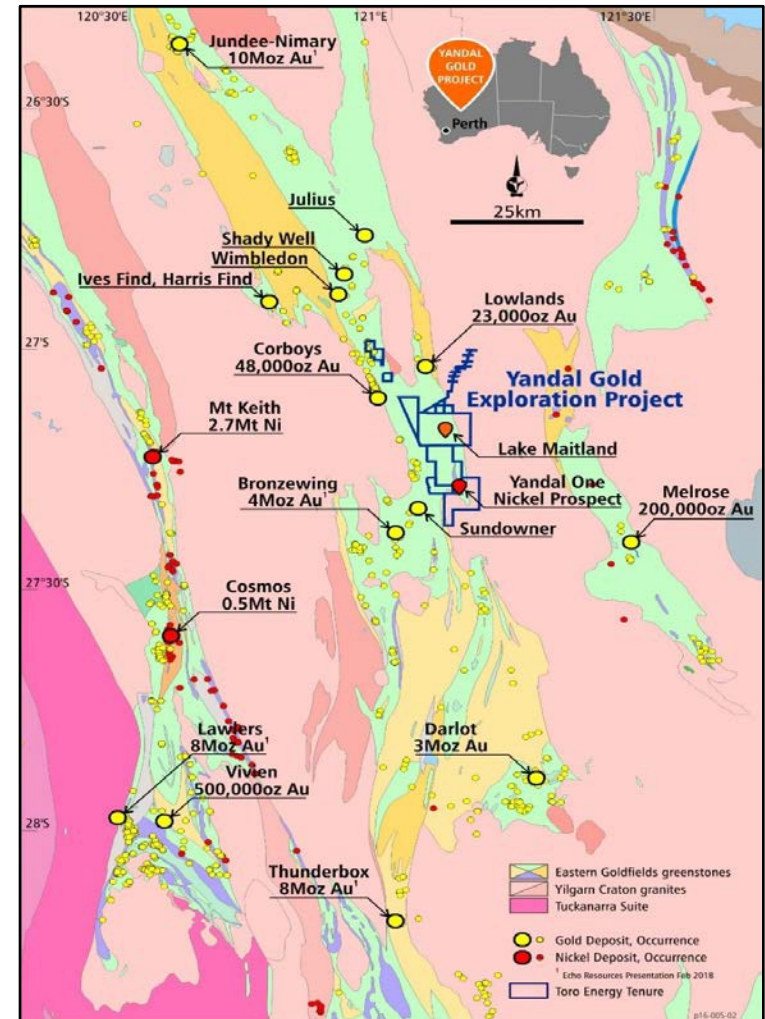 120°30'E
121°E
121°30'E
Jundee-Nimary
10Moz Au¹
YANDAL
GOLD
PROJECT
Perth
26°30'S
25km
Julius
Shady Well
Wimbledon
Ives Find, Harris Find
Lowlands
23,000oz Au
27°S
Corboys
48,000oz Au
Yandal Gold
Exploration Project
Mt Keith
2.7Mt Ni
Lake Maitland
Bronzewing
4Moz Au¹
Yandal One
Nickel Prospect
Melrose
200,000oz Au
Sundowner
27°30'S
Cosmos
0.5Mt Ni
Lawlers
8Moz Au¹
Darlot
3Moz Au
Vivien
500,000oz Au
28°S
Thunderbox
8Moz Au¹
Eastern Goldfields greenstones
Yilgarn Craton granites
Tuckanarra Suite
Gold Deposit, Occurrence
Nickel Deposit, Occurrence
¹ Echo Resources Presentation Feb 2018
Toro Energy Tenure
p16-005-02